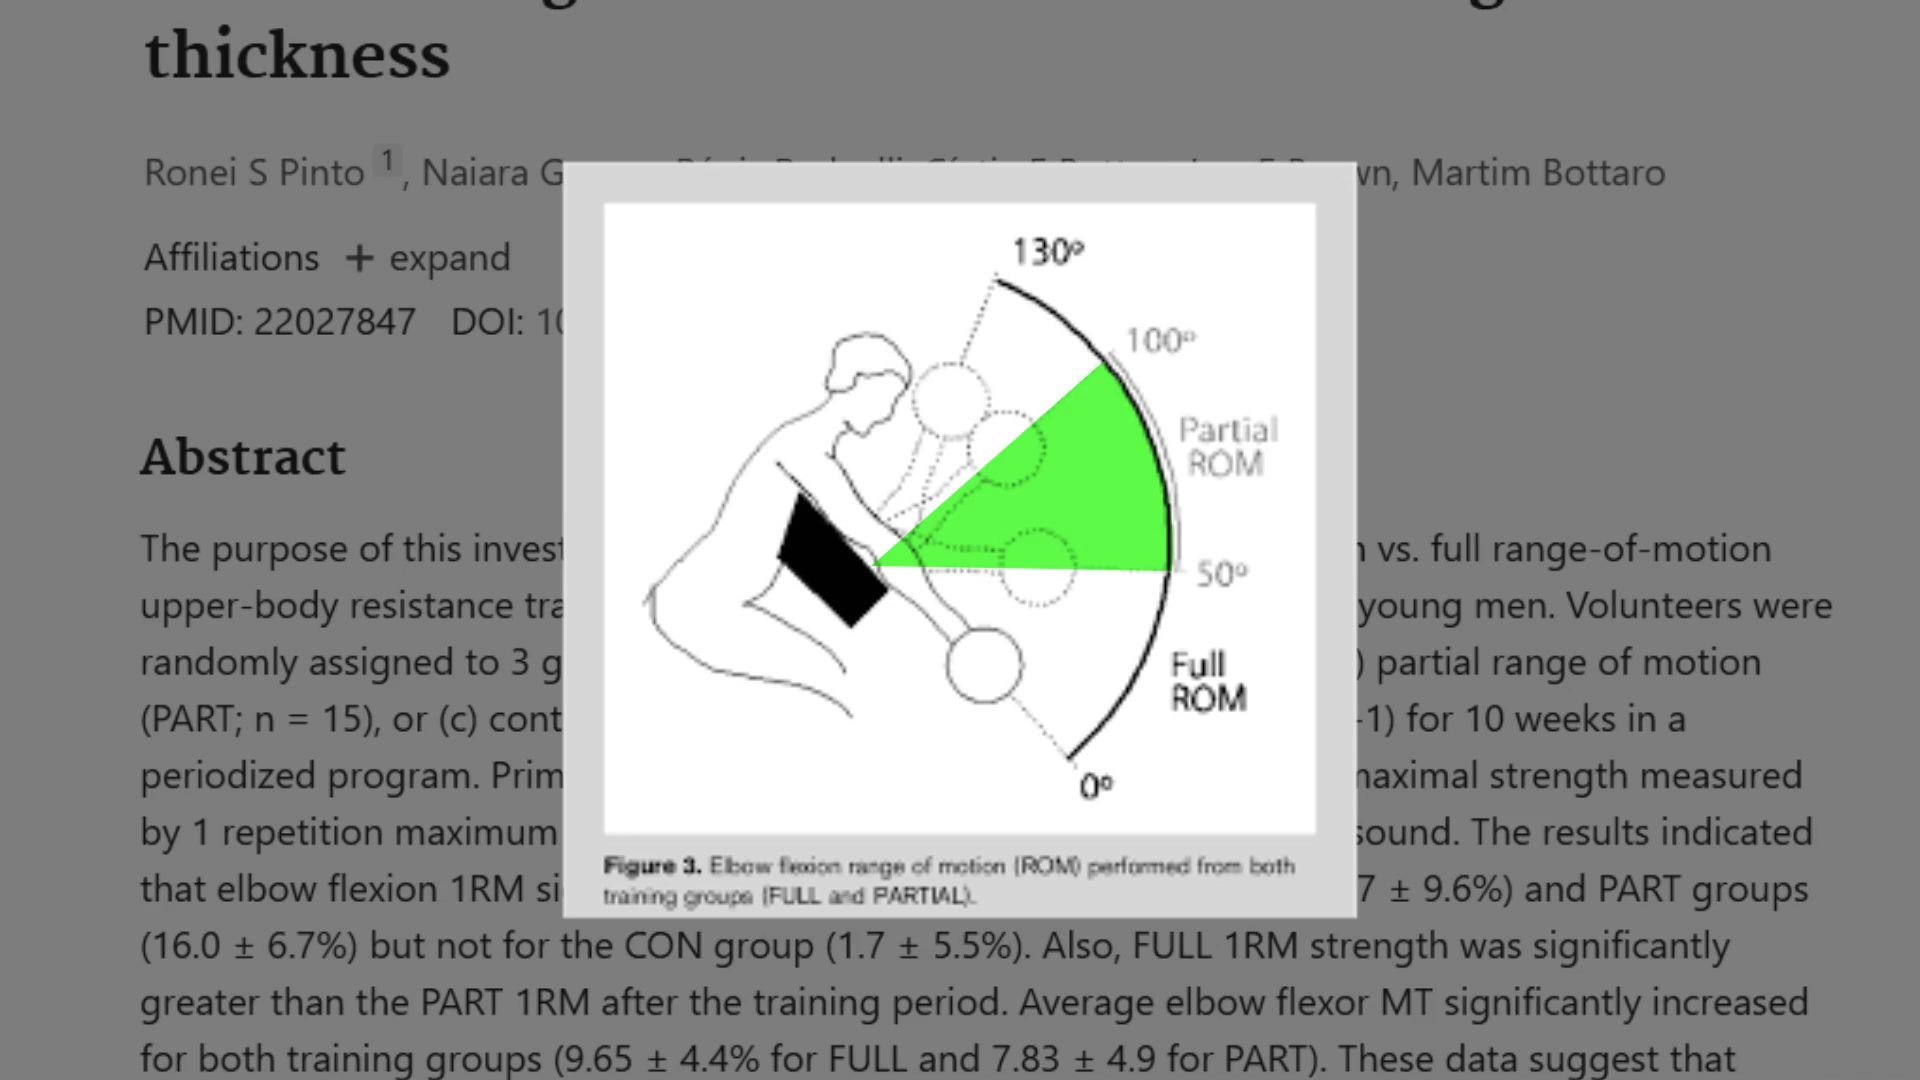 thickness
Ronei S Pinto 1, Naiara G wn, Martim Bottaro
Affiliations + expand
PMID: 22027847 DOI: 10
Abstract
The purpose of this invest n vs. full range-of-motion
upper-body resistance tra young men. Volunteers were
randomly assigned to 3 g ) partial range of motion
(PART; n = 15), or (c) cont -1) for 10 weeks in a
periodized program. Prim naximal strength measured
by 1 repetition maximum sound. The results indicated
that elbow flexion 1RM si 7 ± 9.6%) and PART groups
(16.0 ± 6.7%) but not for the CON group (1.7 ± 5.5%). Also, FULL 1RM strength was significantly
greater than the PART 1RM after the training period. Average elbow flexor MT significantly increased
for both training groups (9.65 ± 4.4% for FULL and 7.83 ± 4.9 for PART). These data suggest that
130º
100º
Partial
ROM
50º
Full
ROM
0º
Figure 3. Elbow flexion range of motion (ROM) performed from both
training groups (FULL and PARTIAL).